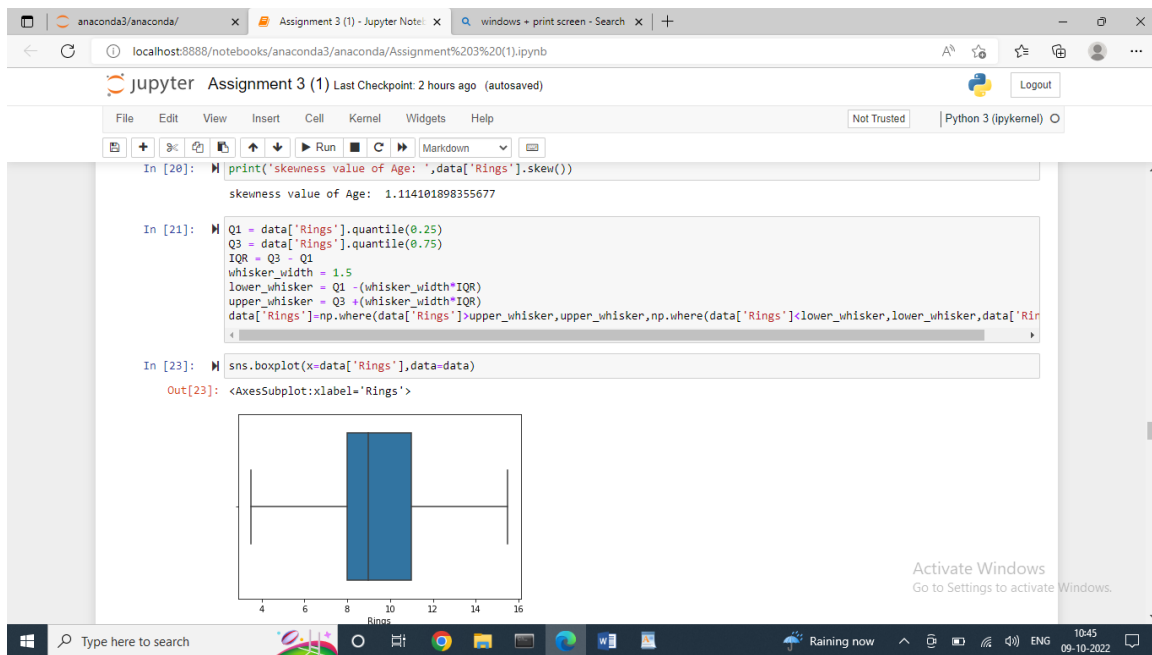 anaconda3/anaconda/
Assignment 3 (1) - Jupyter Noteb
windows + print screen - Search
localhost:8888/notebooks/anaconda3/anaconda/Assignment%203%20(1).ipynb
jupyter Assignment 3 (1) Last Checkpoint: 2 hours ago (autosaved)
Logout
File Edit View Insert Cell Kernel Widgets Help
Not Trusted
Python 3 (ipykernel)
Run
Markdown
In [20]: print('skewness value of Age: ',data['Rings'].skew())
skewness value of Age:  1.114101898355677
In [21]: Q1 = data['Rings'].quantile(0.25)
Q3 = data['Rings'].quantile(0.75)
IQR = Q3 - Q1
whisker_width = 1.5
lower_whisker = Q1 -(whisker_width*IQR)
upper_whisker = Q3 +(whisker_width*IQR)
data['Rings']=np.where(data['Rings']>upper_whisker,upper_whisker,np.where(data['Rings']<lower_whisker,lower_whisker,data['Rin
In [23]: sns.boxplot(x=data['Rings'],data=data)
Out[23]: <AxesSubplot:xlabel='Rings'>
4 6 8 10 12 14 16
Rings
Activate Windows
Go to Settings to activate Windows.
Type here to search
Raining now
ENG
10:45
09-10-2022